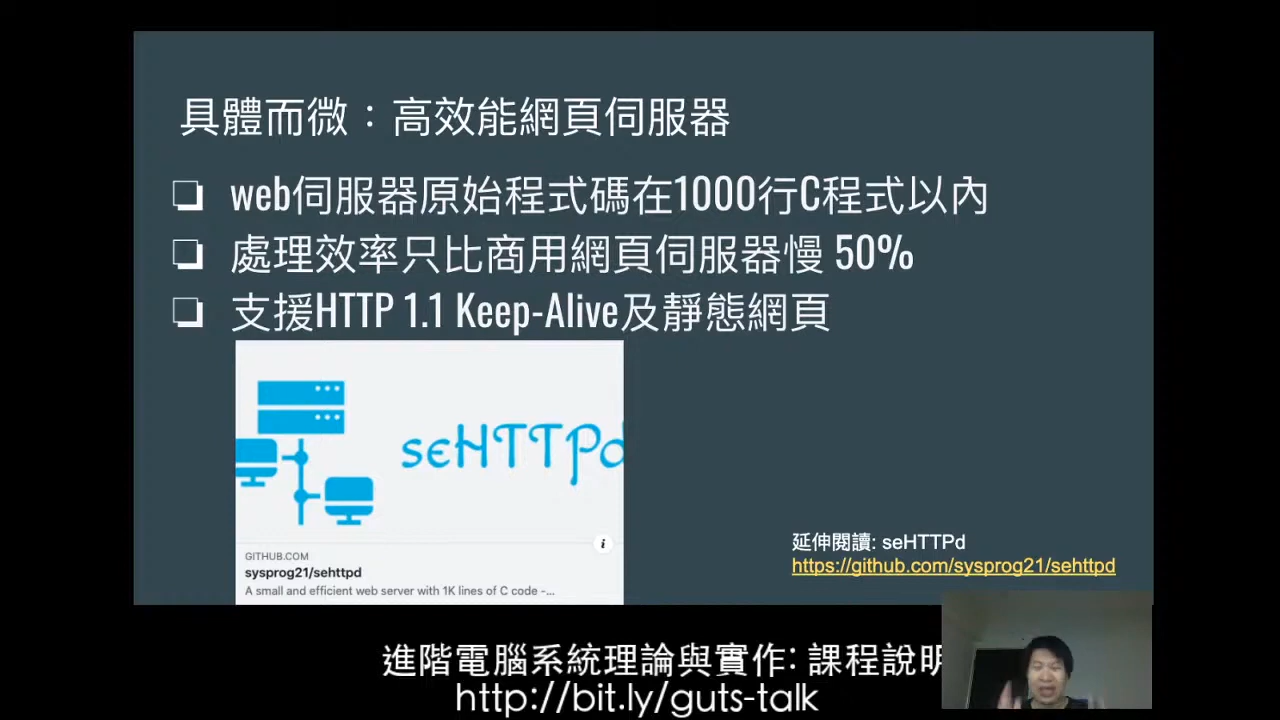 具體而微：高效能網頁伺服器
❏ web伺服器原始程式碼在1000行C程式以內
❏ 處理效率只比商用網頁伺服器慢 50%
❏ 支援HTTP 1.1 Keep-Alive及靜態網頁
seHTTPd
GITHUB.COM
sysprog21/sehttpd
A small and efficient web server with 1K lines of C code -...
i
延伸閱讀: seHTTPd
https://github.com/sysprog21/sehttpd
進階電腦系統理論與實作: 課程說明
http://bit.ly/guts-talk